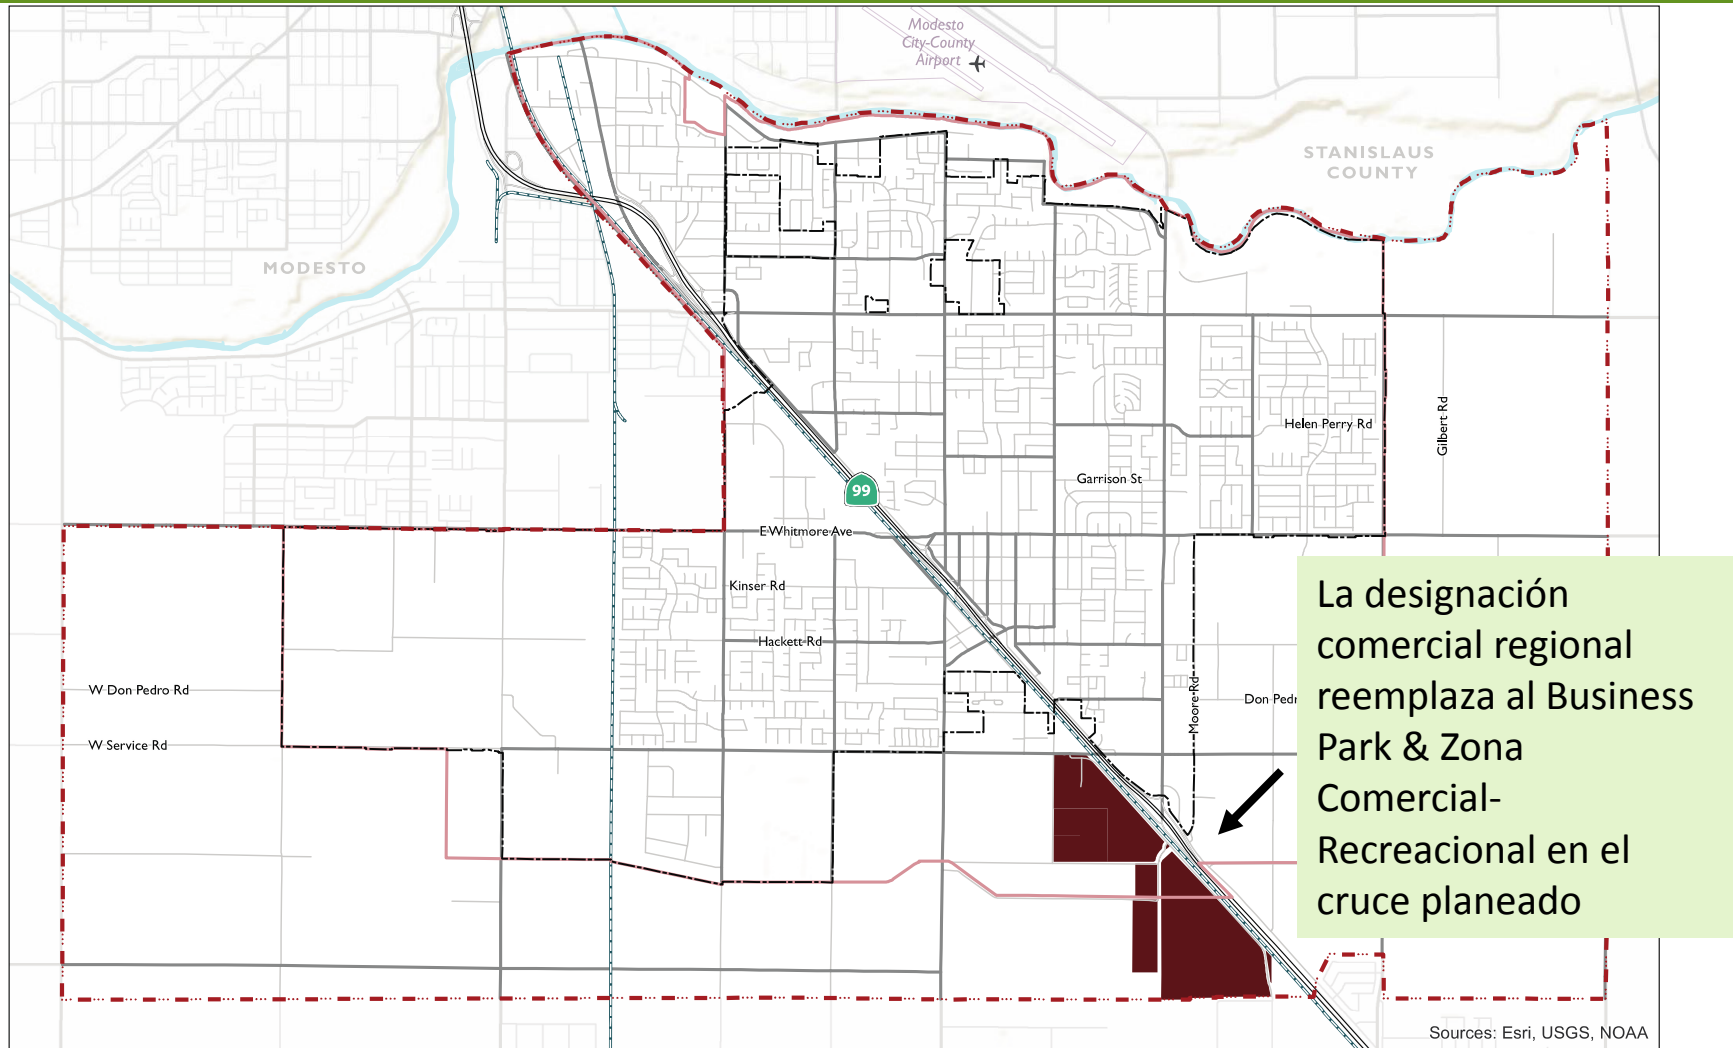 Modesto
City-County
Airport
STANISLAUS
COUNTY
MODESTO
Helen Perry Rd
Gilbert Rd
Garrison St
99
E Whitmore Ave
Kinser Rd
Hackett Rd
W Don Pedro Rd
Moore Rd
Don Pedr
W Service Rd
La designación
comercial regional
reemplaza al Business
Park & Zona
Comercial-
Recreacional en el
cruce planeado
Sources: Esri, USGS, NOAA